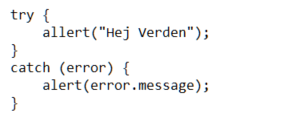 try {
    allert("Hej Verden");
}
catch (error) {
    alert(error.message);
}